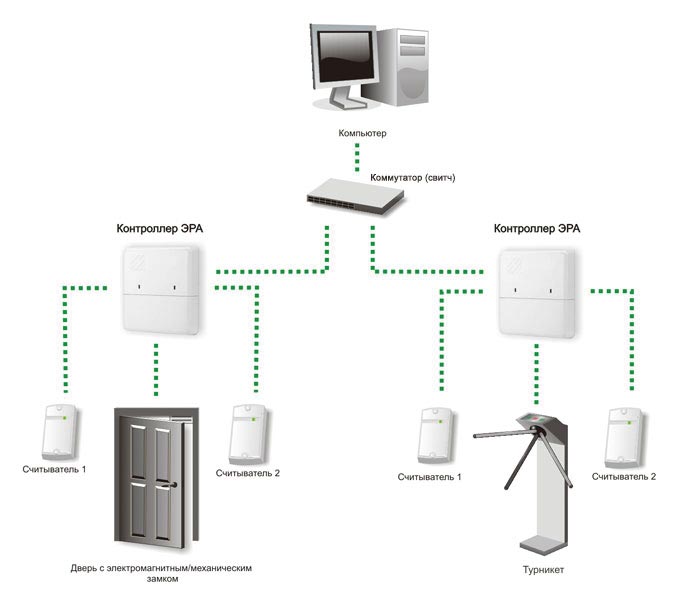 Компьютер
Коммутатор (свитч)
Контроллер ЭРА
Контроллер ЭРА
Считыватель 1
Считыватель 2
Считыватель 1
Считыватель 2
Дверь с электромагнитным/механическим
замком
Турникет